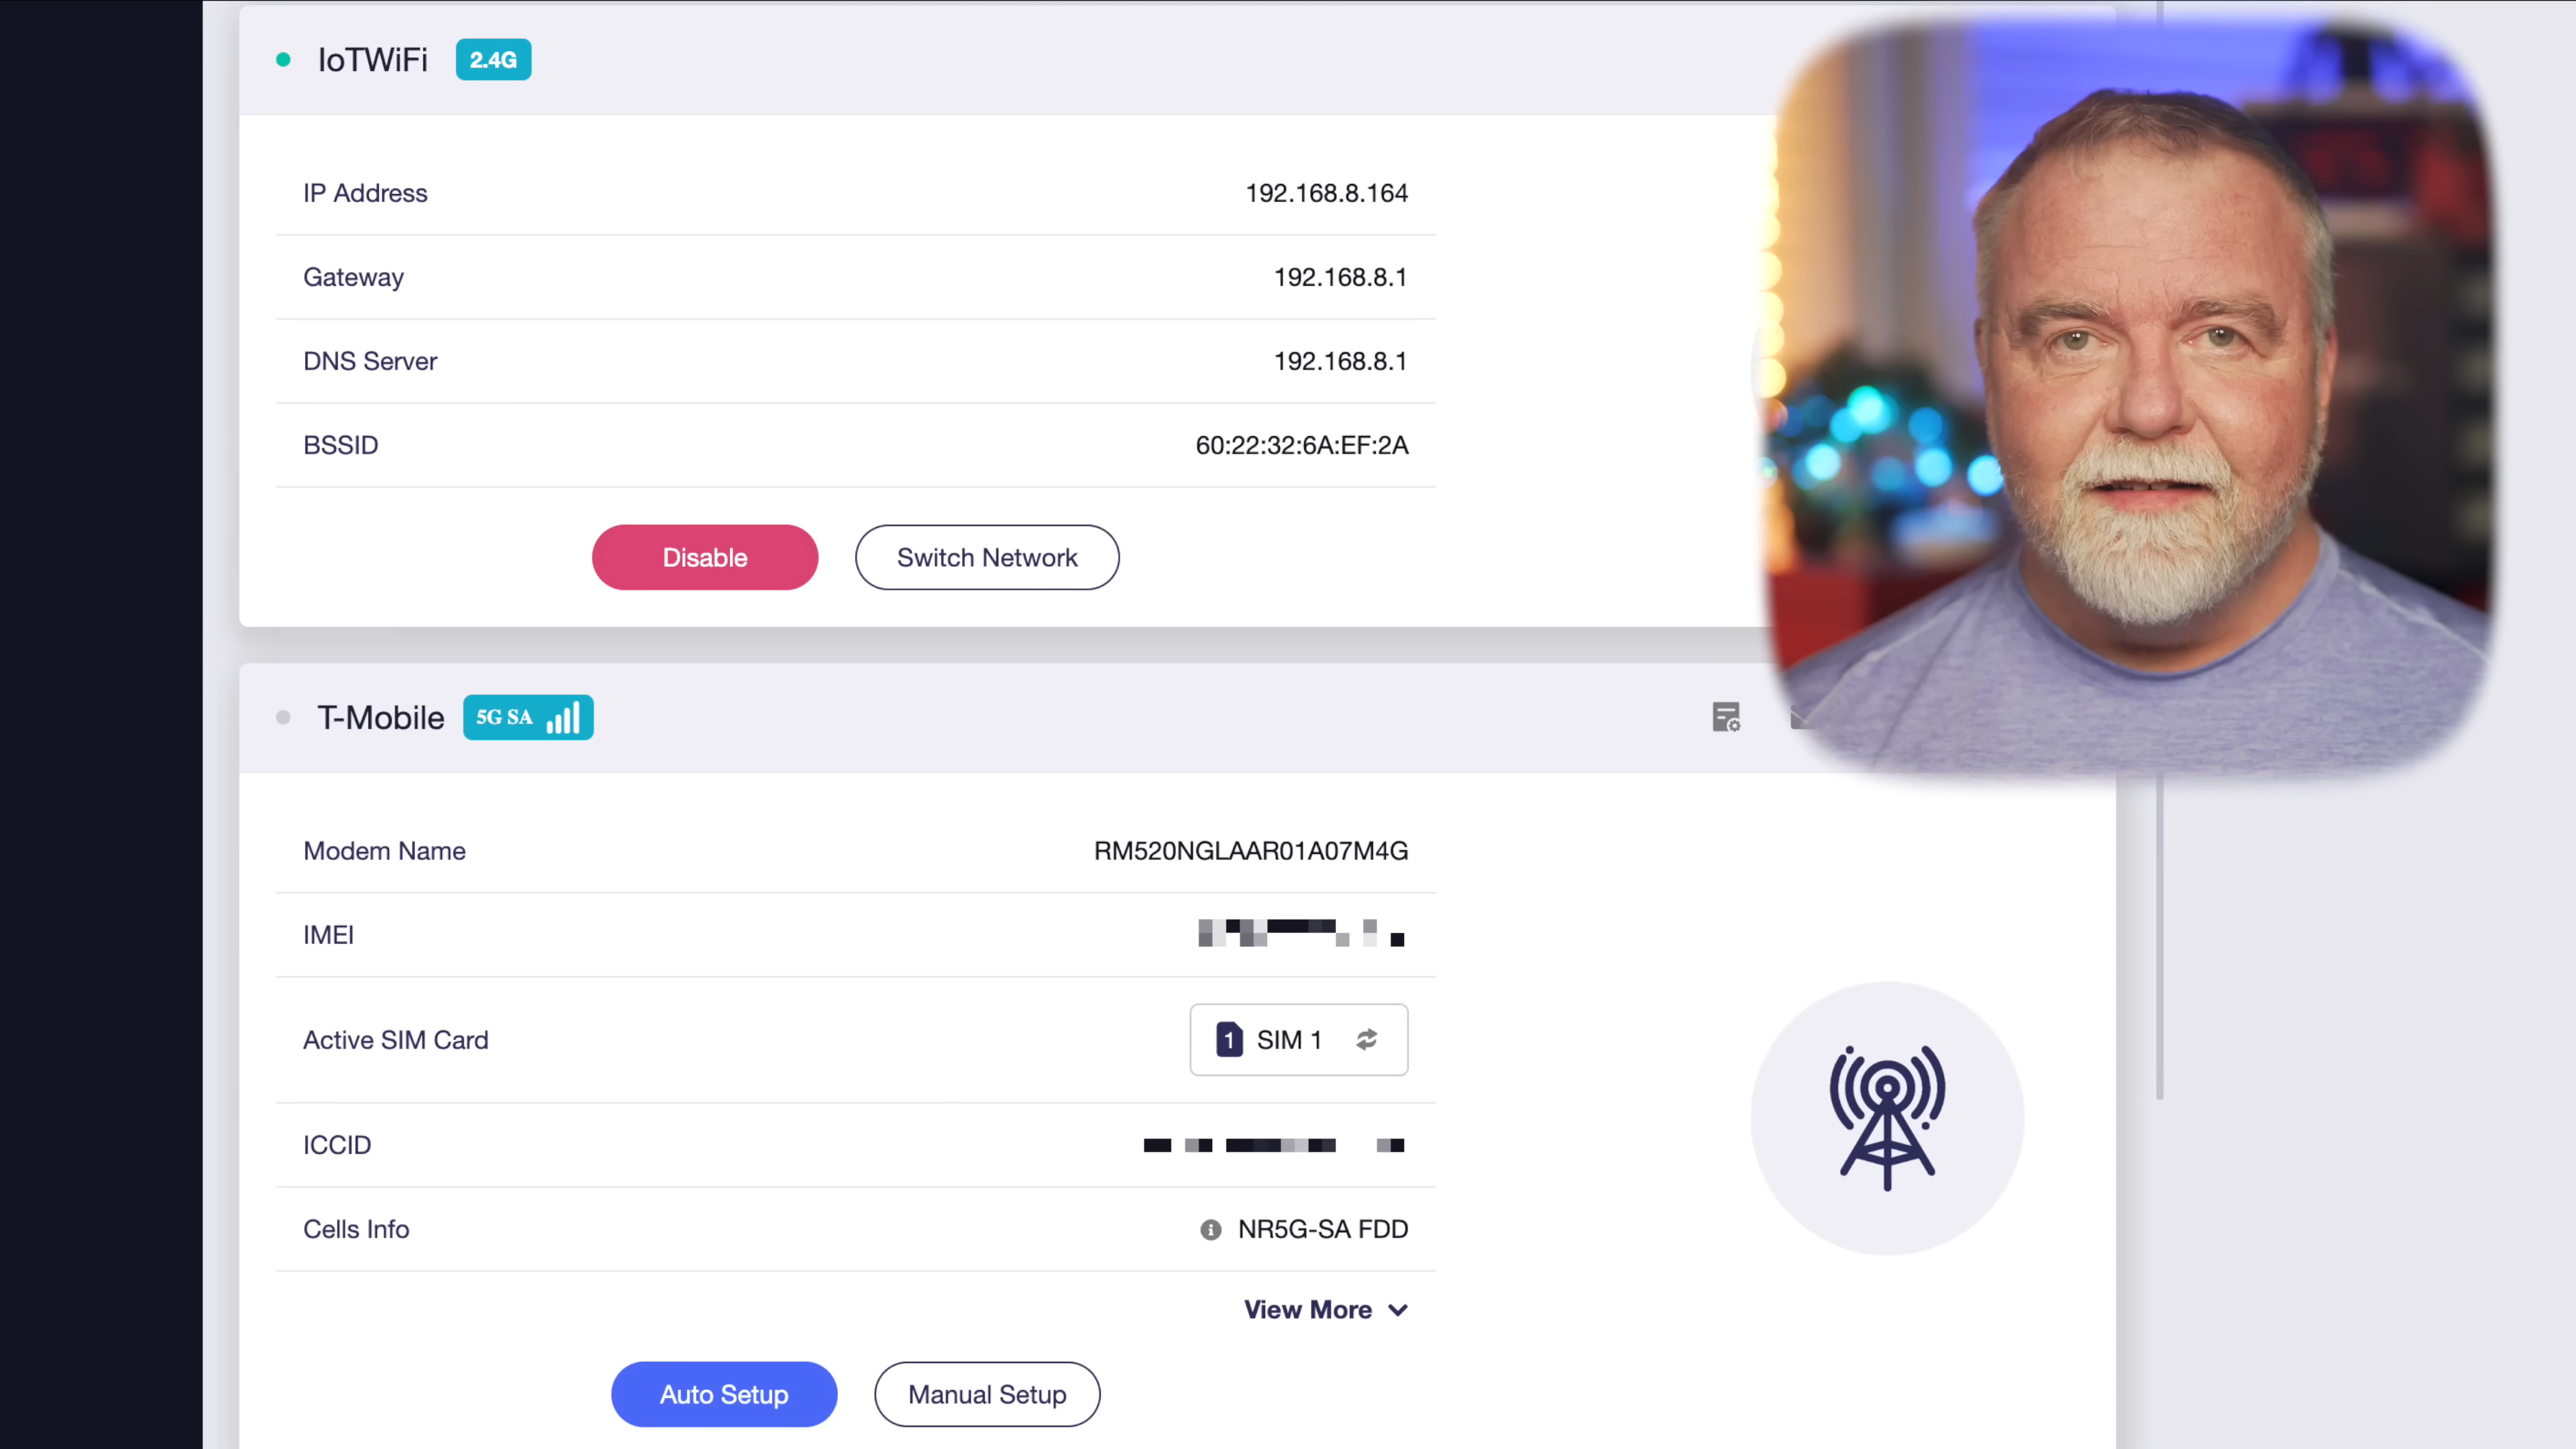 IoTWiFi 2.4G
IP Address 192.168.8.164
Gateway 192.168.8.1
DNS Server 192.168.8.1
BSSID 60:22:32:6A:EF:2A
Disable Switch Network
T-Mobile 5G SA
Modem Name RM520NGLAAR01A07M4G
IMEI
Active SIM Card 1 SIM 1
ICCID
Cells Info NR5G-SA FDD
View More
Auto Setup Manual Setup